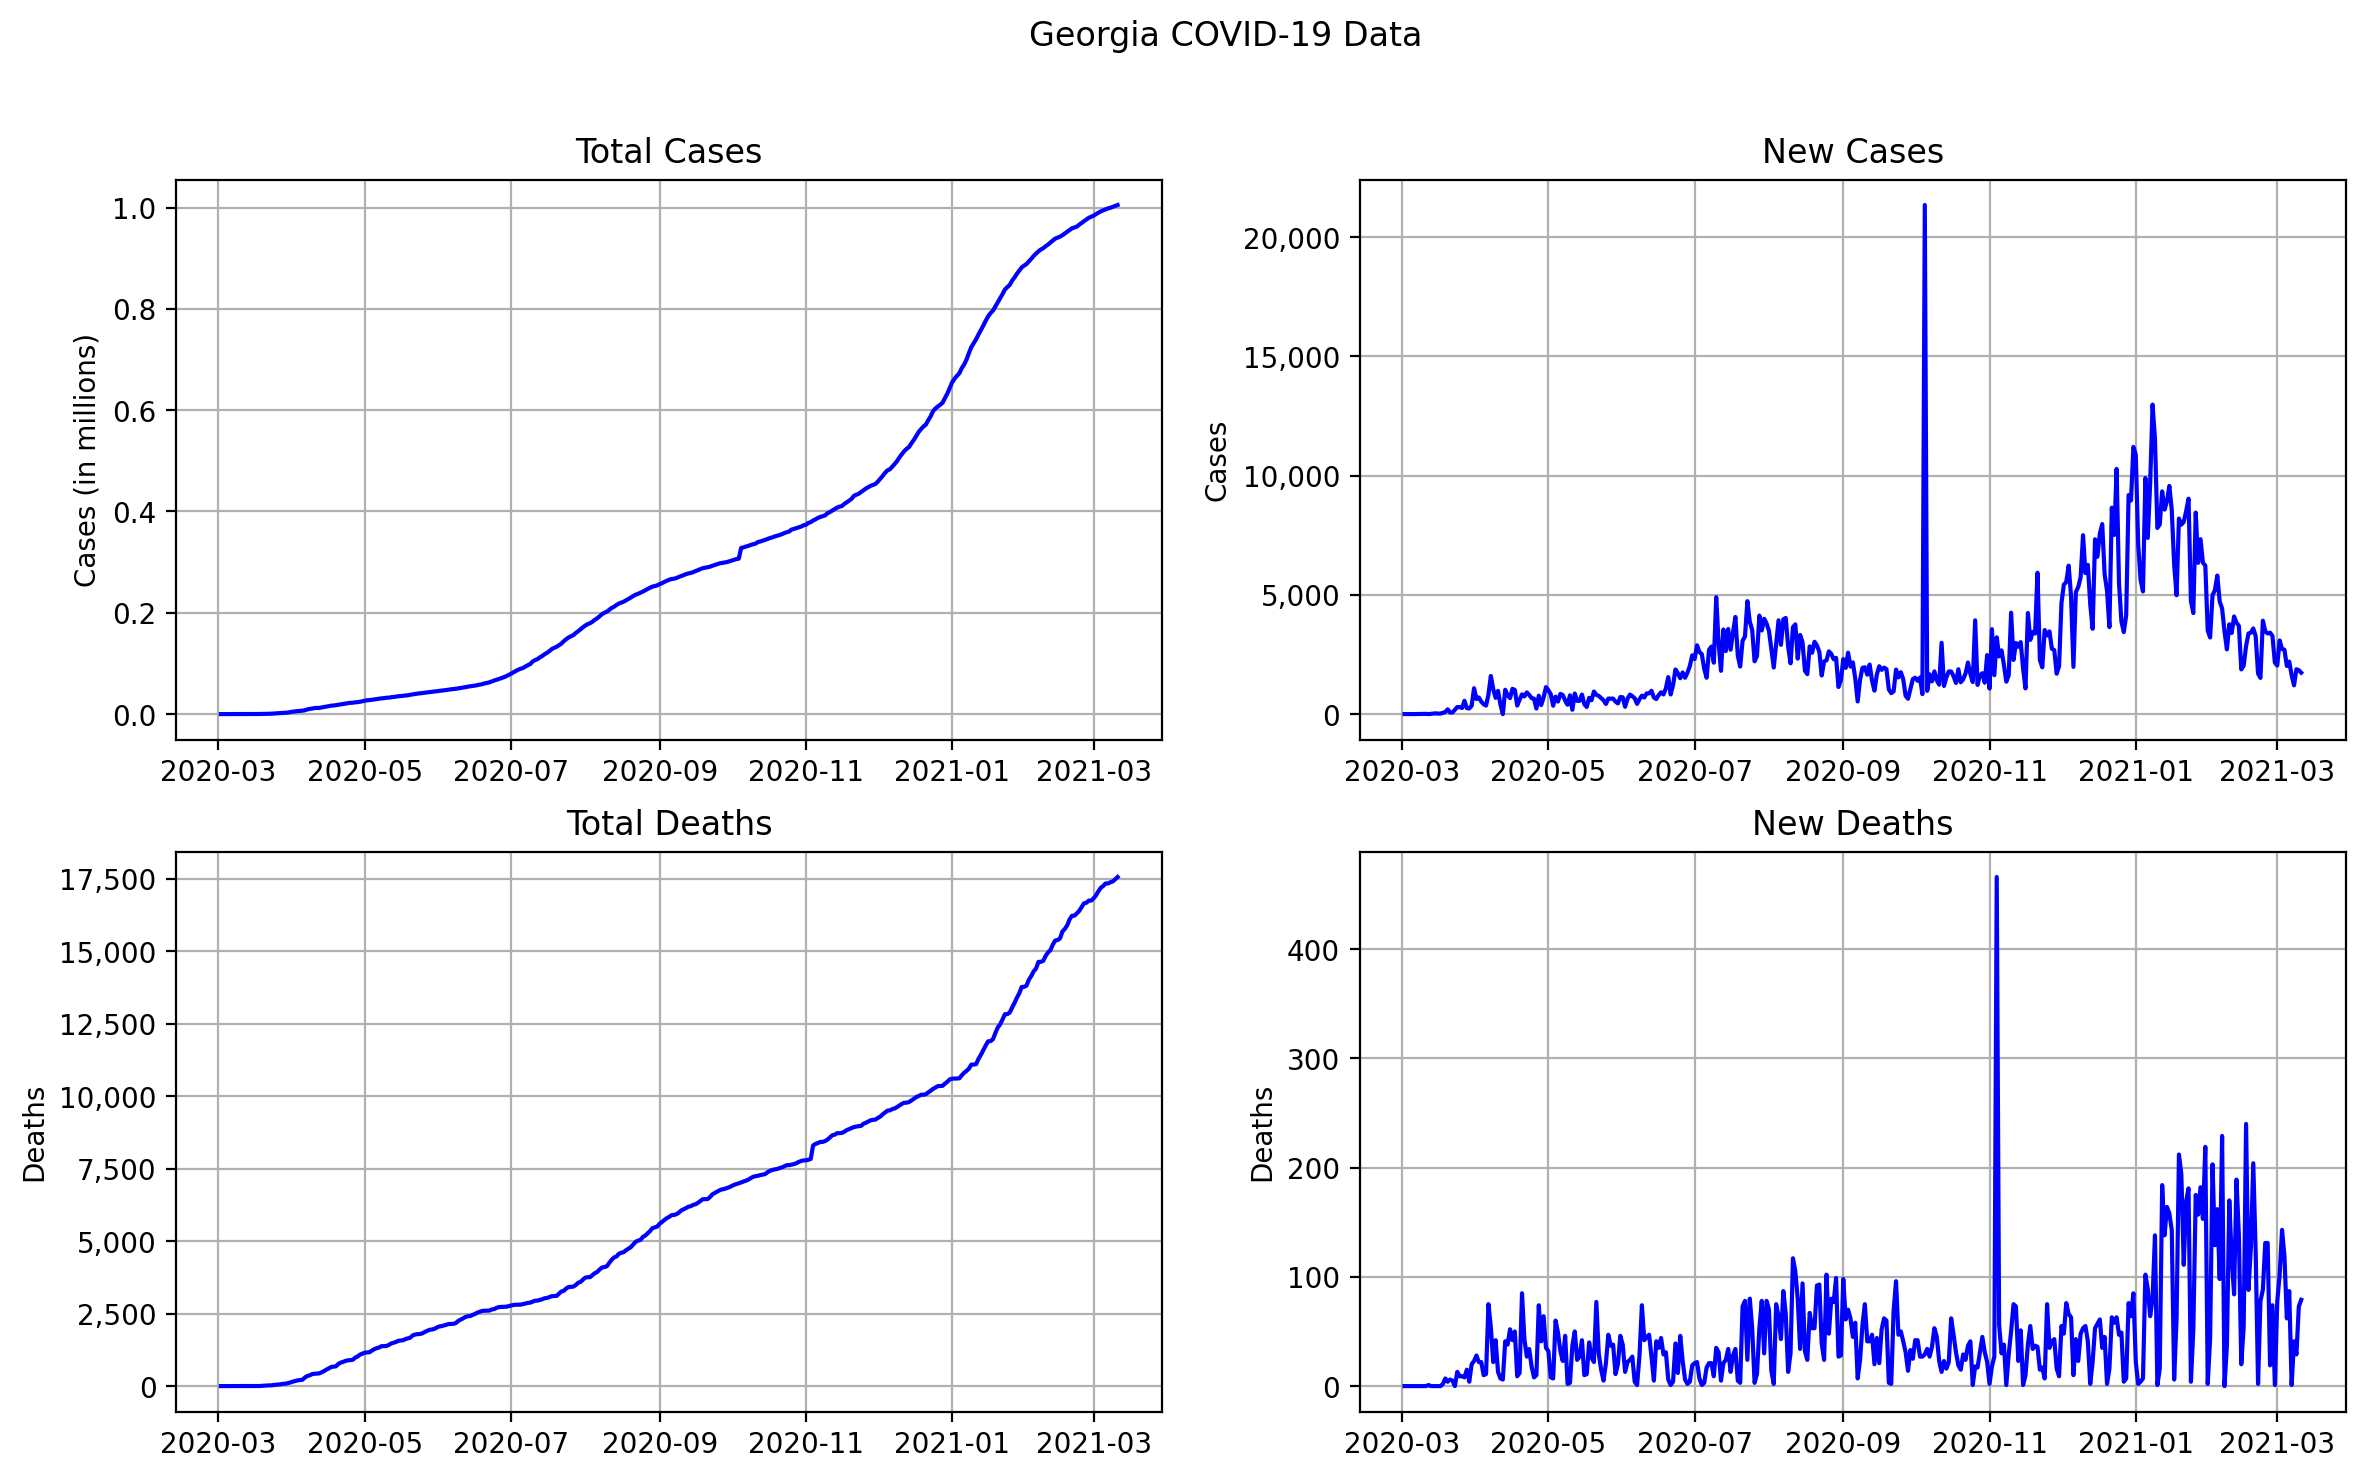 Georgia COVID-19 Data
Total Cases
Cases (in millions)
1.0
0.8
0.6
0.4
0.2
0.0
2020-03 2020-05 2020-07 2020-09 2020-11 2021-01 2021-03
New Cases
Cases
20,000
15,000
10,000
5,000
0
2020-03 2020-05 2020-07 2020-09 2020-11 2021-01 2021-03
Total Deaths
Deaths
17,500
15,000
12,500
10,000
7,500
5,000
2,500
0
2020-03 2020-05 2020-07 2020-09 2020-11 2021-01 2021-03
New Deaths
Deaths
400
300
200
100
0
2020-03 2020-05 2020-07 2020-09 2020-11 2021-01 2021-03